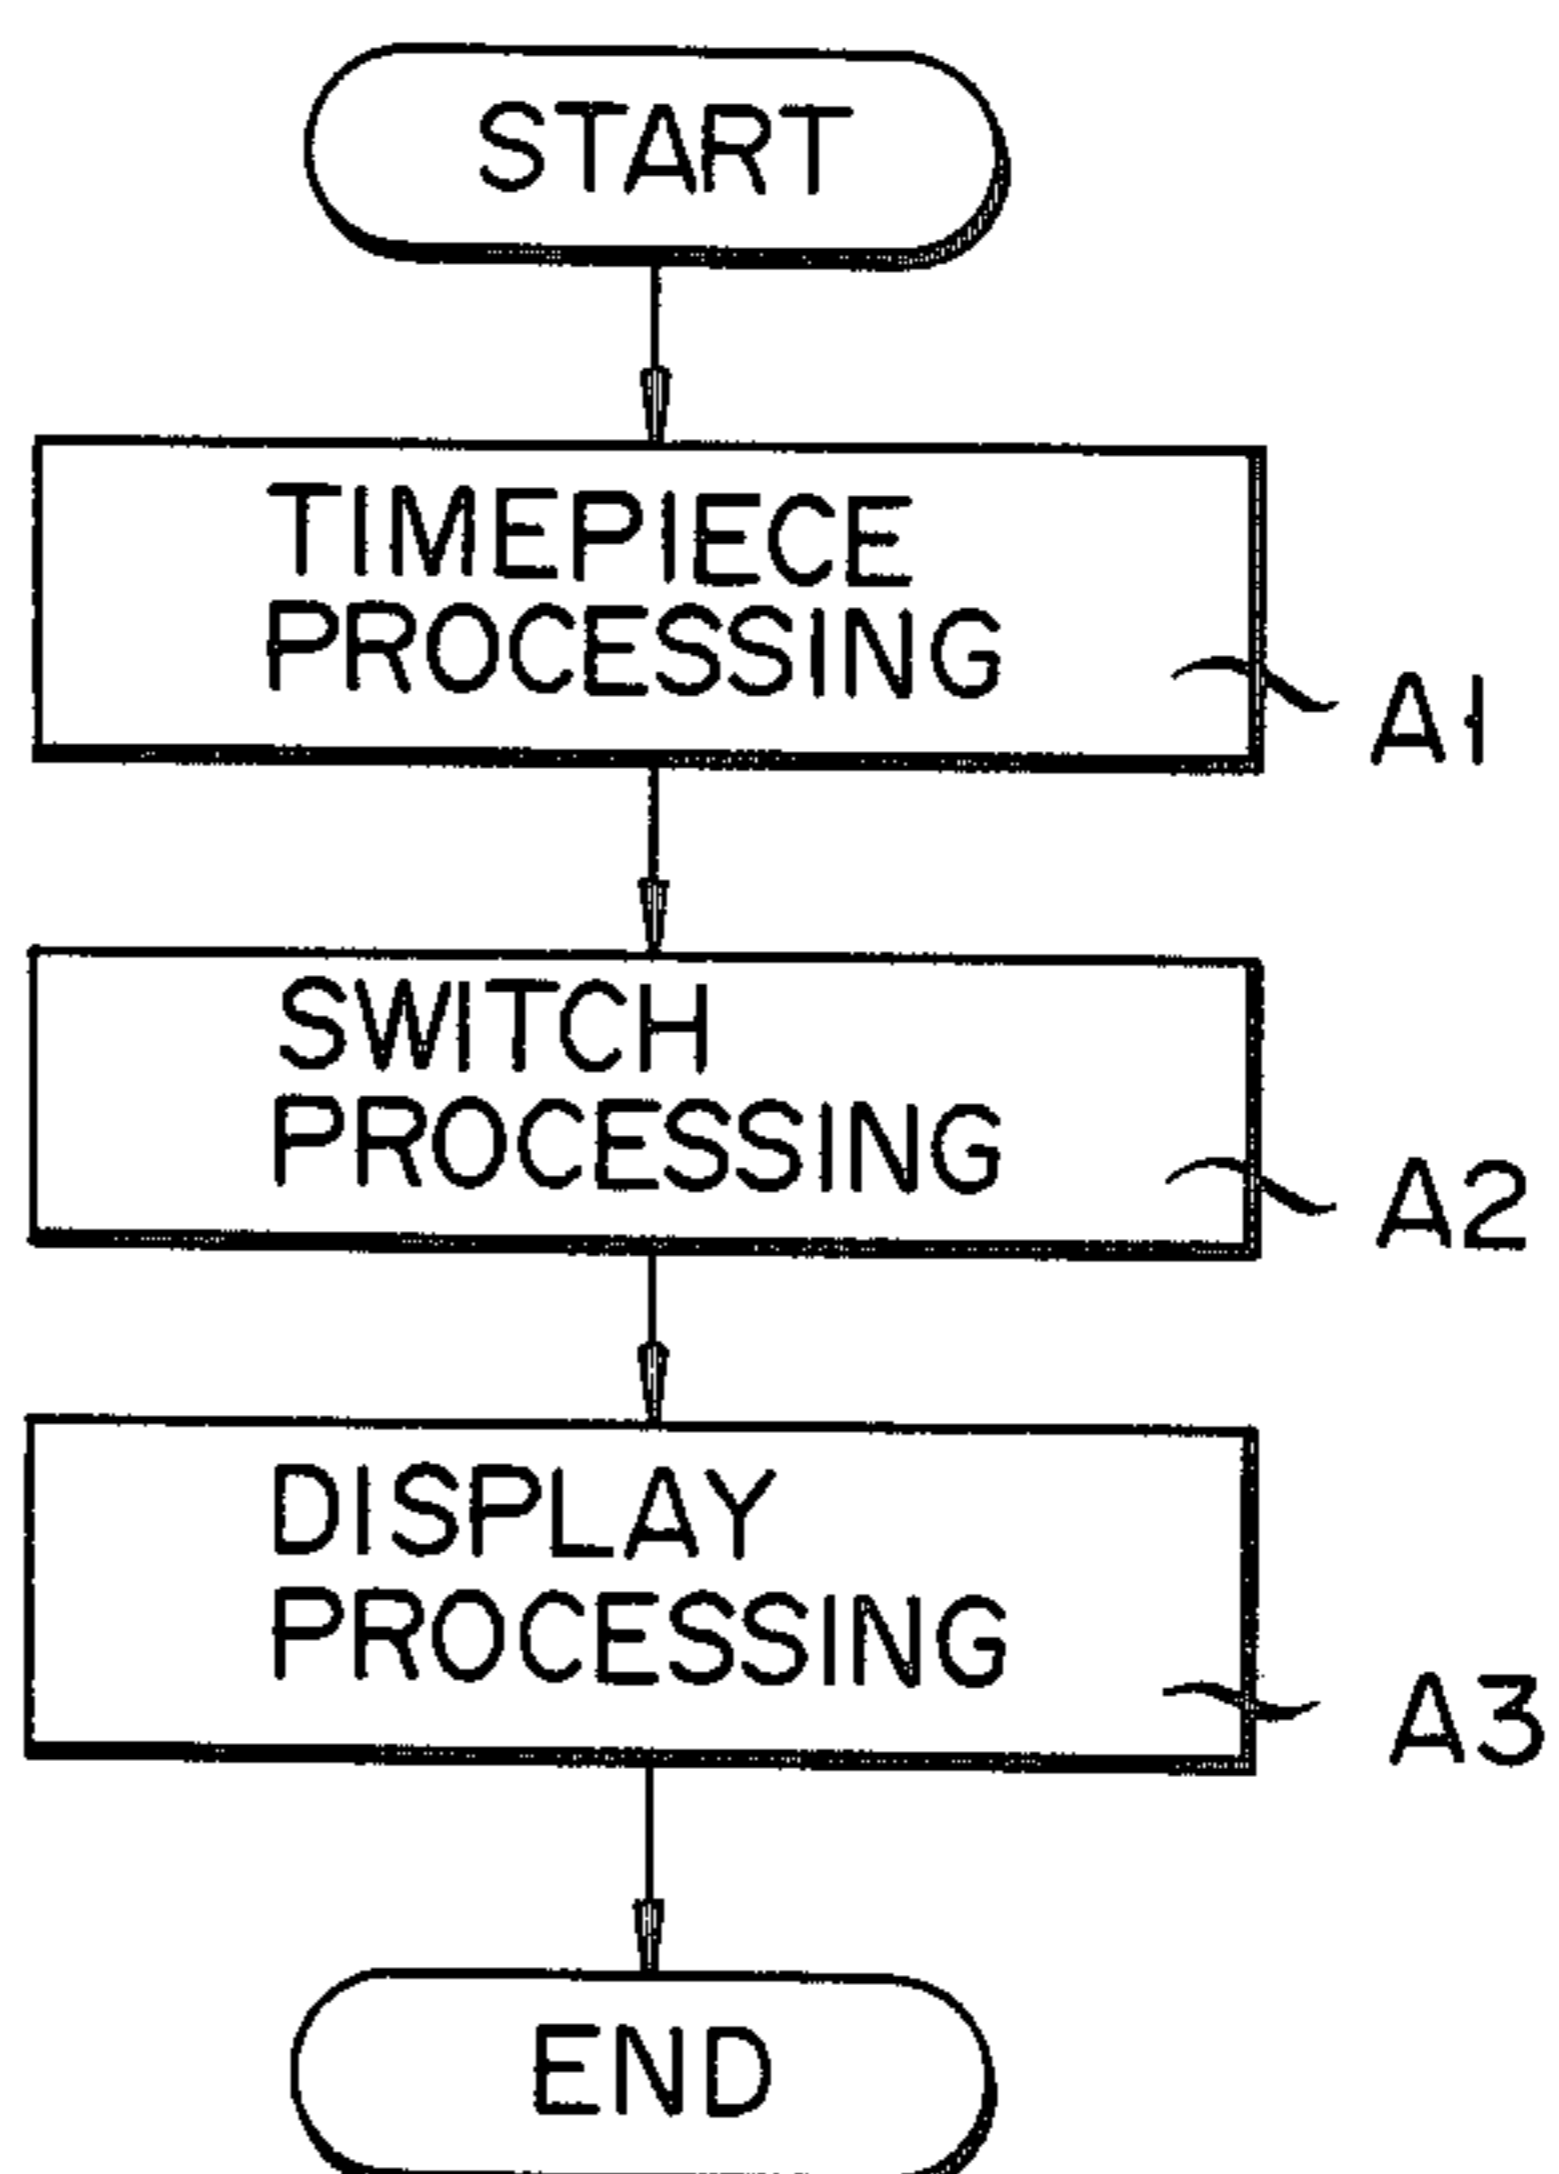 START
TIMEPIECE
PROCESSING
A1
SWITCH
PROCESSING
A2
DISPLAY
PROCESSING
A3
END